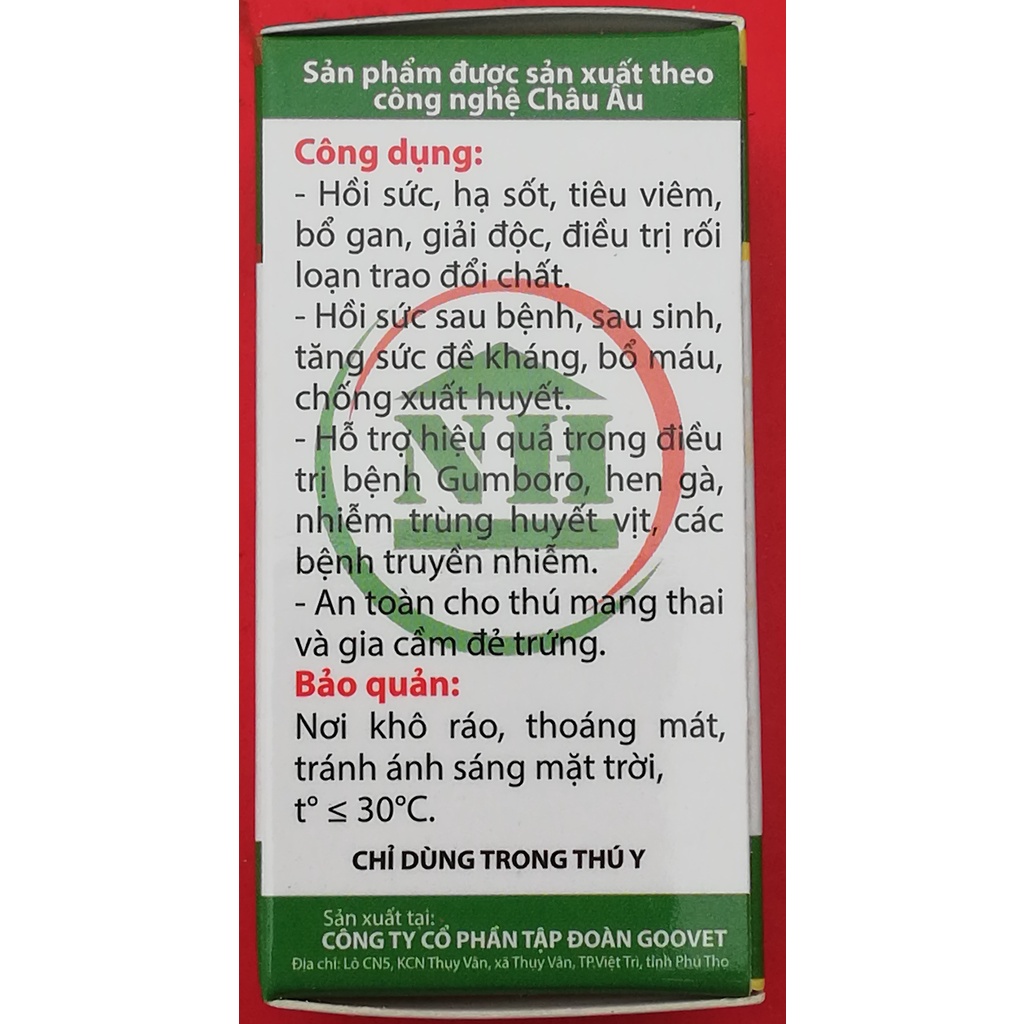 Sản phẩm được sản xuất theo
công nghệ Châu Âu
Công dụng:
- Hồi sức, hạ sốt, tiêu viêm,
bổ gan, giải độc, điều trị rối
loạn trao đổi chất.
- Hồi sức sau bệnh, sau sinh,
tăng sức đề kháng, bổ máu,
chống xuất huyết.
- Hỗ trợ hiệu quả trong điều
trị bệnh Gumboro, hen gà,
nhiễm trùng huyết vịt, các
bệnh truyền nhiễm.
- An toàn cho thú mang thai
và gia cầm đẻ trứng.
NH
Bảo quản:
Nơi khô ráo, thoáng mát,
tránh ánh sáng mặt trời,
t° ≤ 30°C.
CHỈ DÙNG TRONG THÚ Y
Sản xuất tại:
CÔNG TY CỔ PHẦN TẬP ĐOÀN GOOVET
Địa chỉ: Lô CN5, KCN Thụy Vân, xã Thụy Vân, TP.Việt Trì, tỉnh Phú Thọ